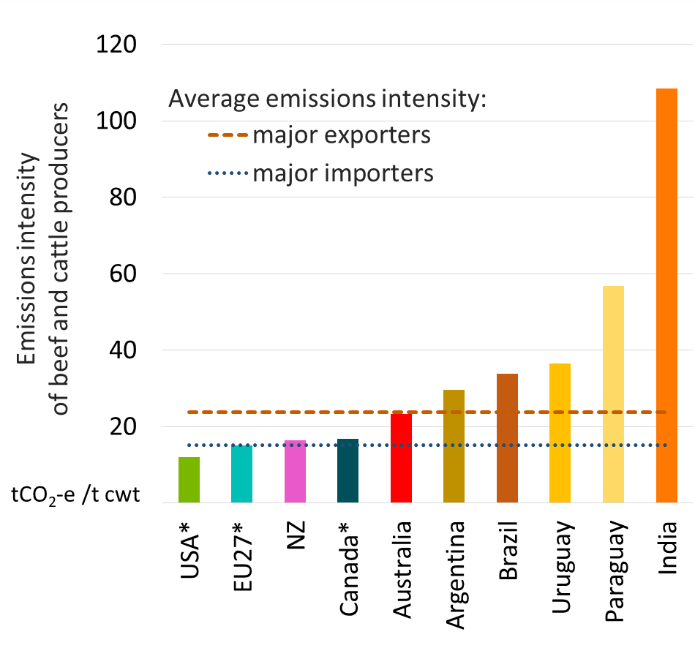 120
100
80
60
40
20
tCO₂-e /t cwt
Emissions intensity
of beef and cattle producers
Average emissions intensity:
major exporters
major importers
USA*
EU27*
NZ
Canada*
Australia
Argentina
Brazil
Uruguay
Paraguay
India